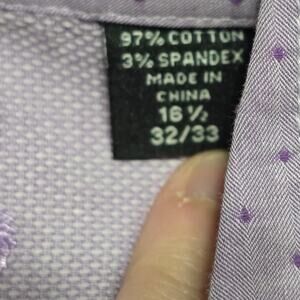 97% COTTON
3% SPANDEX
MADE IN
CHINA
16 ½
32/33